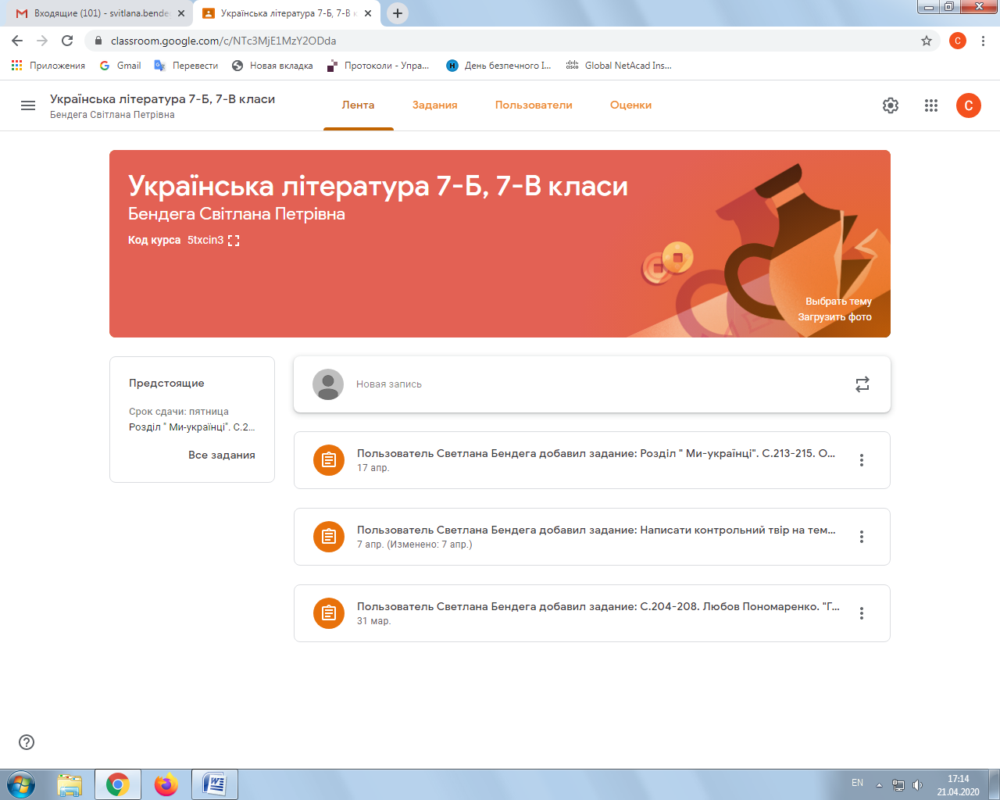 Входящие (101) - svitlana.bende
Українська література 7-Б, 7-В к
classroom.google.com/c/NTc3MjE1MzY2ODda
С
Приложения
Gmail
Перевести
Новая вкладка
Протоколи - Упра...
День безпечного І...
Global NetAcad Ins...
Українська література 7-Б, 7-В класи
Бендега Світлана Петрівна
Лента
Задания
Пользователи
Оценки
С
Українська література 7-Б, 7-В класи
Бендега Світлана Петрівна
Код курса 5txcin3
Выбрать тему
Загрузить фото
Предстоящие
Срок сдачи: пятница
Розділ " Ми-українці". С.2...
Все задания
Новая запись
Пользователь Светлана Бендега добавил задание: Розділ " Ми-українці". С.213-215. О...
17 апр.
Пользователь Светлана Бендега добавил задание: Написати контрольний твір на тем...
7 апр. (Изменено: 7 апр.)
Пользователь Светлана Бендега добавил задание: С.204-208. Любов Пономаренко. "Г...
31 мар.
EN
17:14
21.04.2020